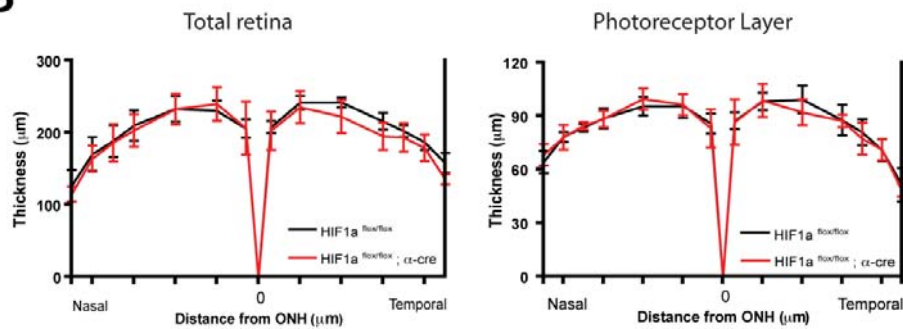 Total retina
Thickness (μm)
300
200
100
0
HIF1a flox/flox
HIF1a flox/flox ; α-cre
Nasal
0
Temporal
Distance from ONH (μm)
Photoreceptor Layer
Thickness (μm)
120
90
60
30
0
HIF1a flox/flox
HIF1a flox/flox ; α-cre
Nasal
0
Temporal
Distance from ONH (μm)